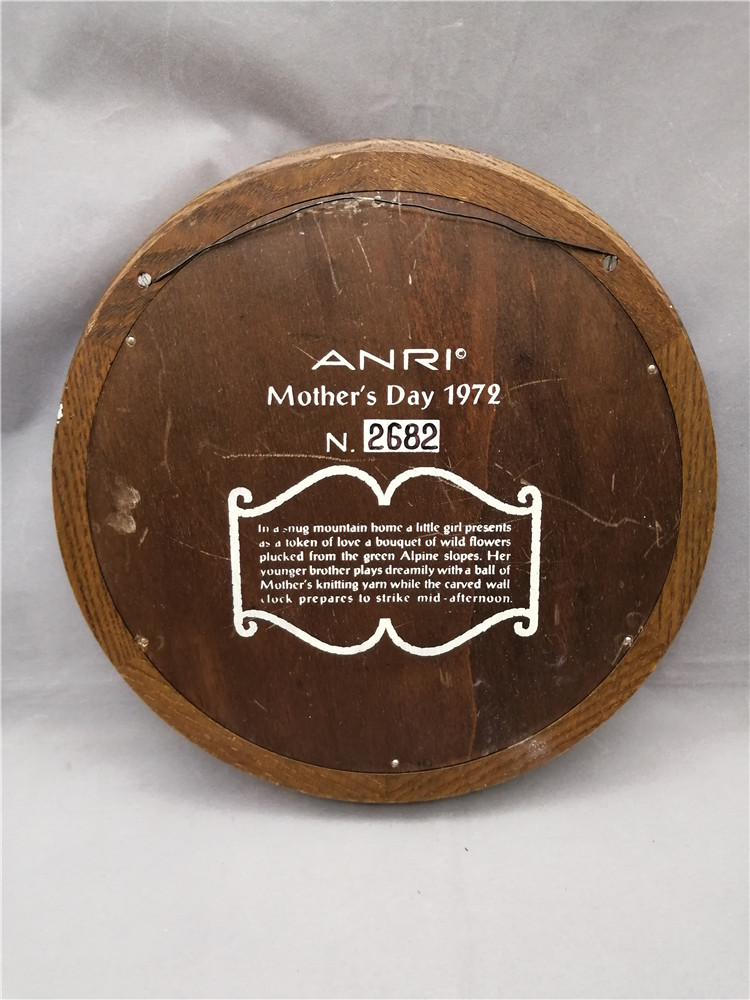 ANRI©
Mother's Day 1972
N. 2682
In a snug mountain home a little girl presents
as a token of love a bouquet of wild flowers
plucked from the green Alpine slopes. Her
younger brother plays dreamily with a ball of
Mother's knitting yarn while the carved wall
clock prepares to strike mid-afternoon.